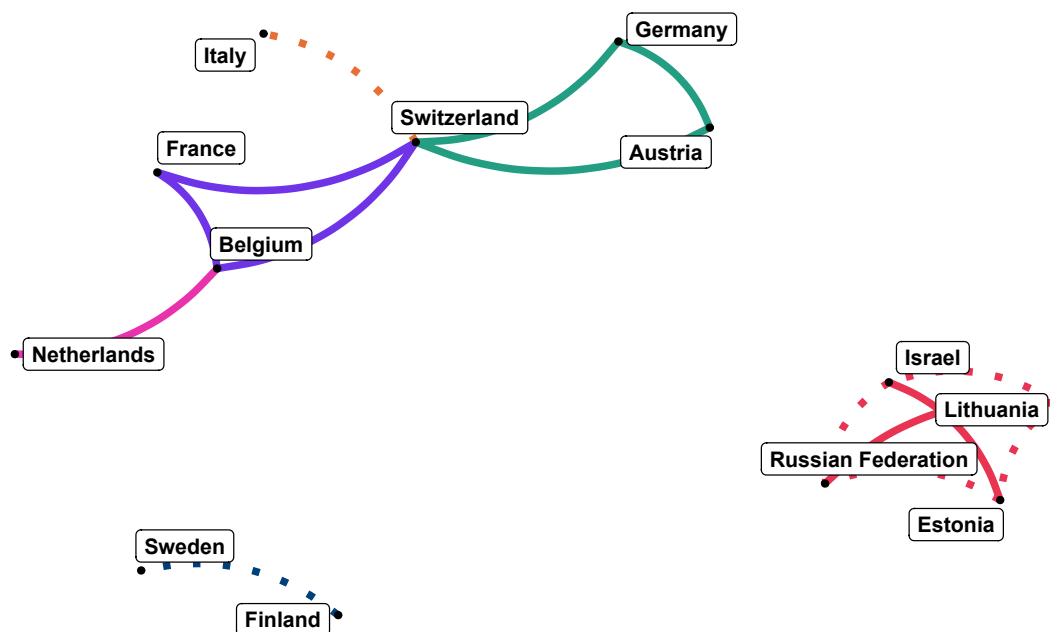 Germany
Italy
Switzerland
France
Austria
Belgium
Netherlands
Israel
Lithuania
Russian Federation
Estonia
Sweden
Finland